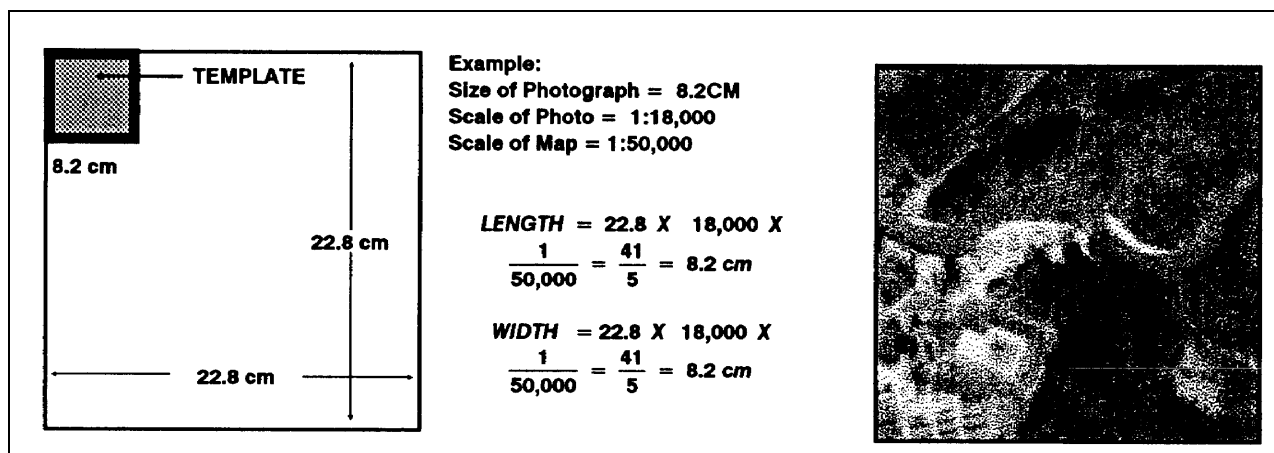 TEMPLATE
8.2 cm
22.8 cm
22.8 cm
Example:
Size of Photograph = 8.2CM
Scale of Photo = 1:18,000
Scale of Map = 1:50,000
LENGTH = 22.8 X 18,000 X
1/50,000 = 41/5 = 8.2 cm
WIDTH = 22.8 X 18,000 X
1/50,000 = 41/5 = 8.2 cm